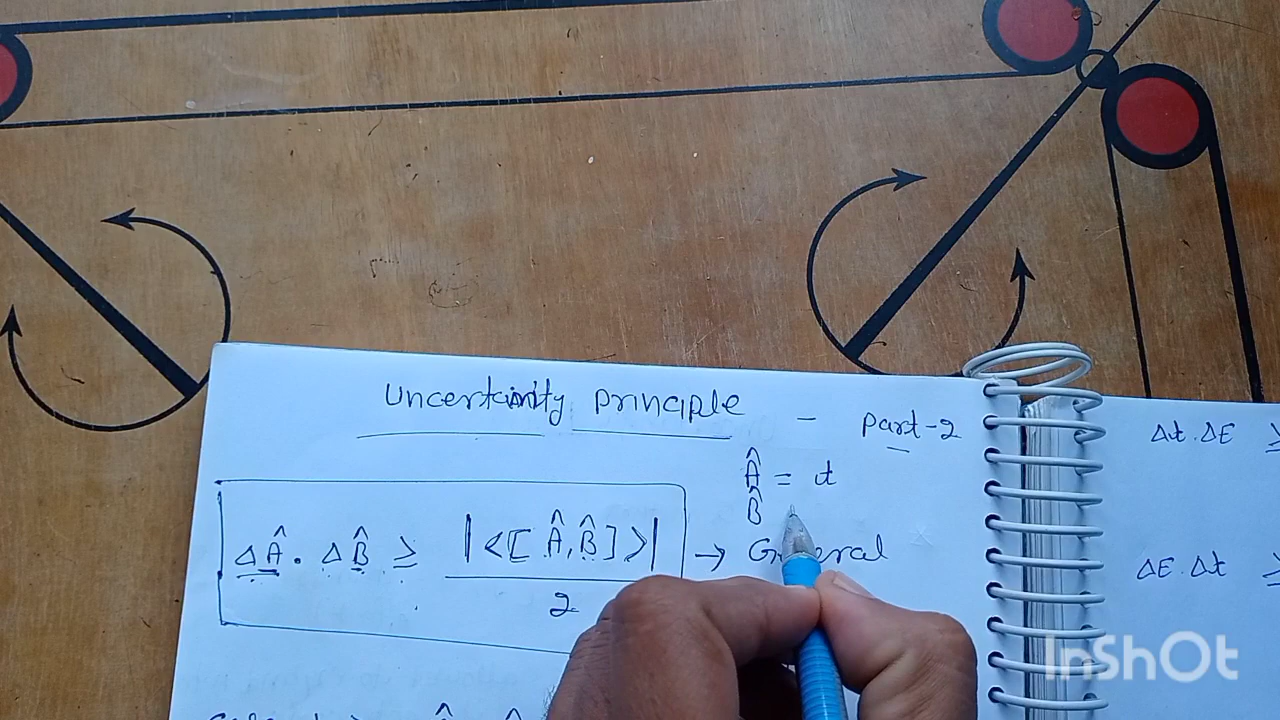 Uncertainity Principle - Part-2
Â = t
B̂
ΔÂ . ΔB̂ ≥ |<[Â,B̂]>| / 2 → General
Δt . ΔE ≥
ΔE . Δt ≥
InShOt